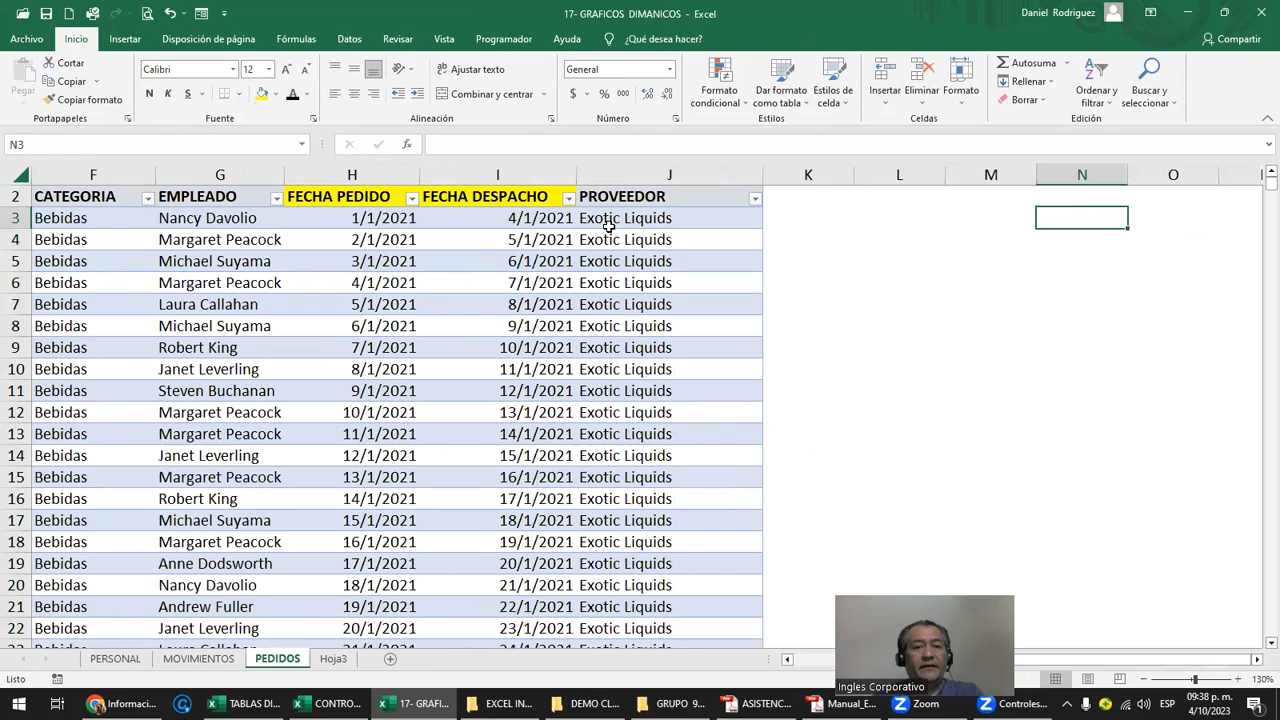 17- GRAFICOS DIMANICOS - Excel
Daniel Rodriguez
Archivo Inicio Insertar Disposición de página Fórmulas Datos Revisar Vista Programador Ayuda ¿Qué desea hacer? Compartir
Pegar
Cortar
Copiar
Copiar formato
Portapapeles
Calibri 12
N K S
Fuente
Ajustar texto
Combinar y centrar
Alineación
General
$ % 000
Número
Formato condicional
Dar formato como tabla
Estilos de celda
Estilos
Insertar
Eliminar
Formato
Celdas
Autosuma
Rellenar
Borrar
Ordenar y filtrar
Buscar y seleccionar
Edición
N3
fx
F G H I J K L M N O
2 CATEGORIA EMPLEADO FECHA PEDIDO FECHA DESPACHO PROVEEDOR
3 Bebidas Nancy Davolio 1/1/2021 4/1/2021 Exotic Liquids
4 Bebidas Margaret Peacock 2/1/2021 5/1/2021 Exotic Liquids
5 Bebidas Michael Suyama 3/1/2021 6/1/2021 Exotic Liquids
6 Bebidas Margaret Peacock 4/1/2021 7/1/2021 Exotic Liquids
7 Bebidas Laura Callahan 5/1/2021 8/1/2021 Exotic Liquids
8 Bebidas Michael Suyama 6/1/2021 9/1/2021 Exotic Liquids
9 Bebidas Robert King 7/1/2021 10/1/2021 Exotic Liquids
10 Bebidas Janet Leverling 8/1/2021 11/1/2021 Exotic Liquids
11 Bebidas Steven Buchanan 9/1/2021 12/1/2021 Exotic Liquids
12 Bebidas Margaret Peacock 10/1/2021 13/1/2021 Exotic Liquids
13 Bebidas Margaret Peacock 11/1/2021 14/1/2021 Exotic Liquids
14 Bebidas Janet Leverling 12/1/2021 15/1/2021 Exotic Liquids
15 Bebidas Margaret Peacock 13/1/2021 16/1/2021 Exotic Liquids
16 Bebidas Robert King 14/1/2021 17/1/2021 Exotic Liquids
17 Bebidas Michael Suyama 15/1/2021 18/1/2021 Exotic Liquids
18 Bebidas Margaret Peacock 16/1/2021 19/1/2021 Exotic Liquids
19 Bebidas Anne Dodsworth 17/1/2021 20/1/2021 Exotic Liquids
20 Bebidas Nancy Davolio 18/1/2021 21/1/2021 Exotic Liquids
21 Bebidas Andrew Fuller 19/1/2021 22/1/2021 Exotic Liquids
22 Bebidas Janet Leverling 20/1/2021 23/1/2021 Exotic Liquids
PERSONAL MOVIMIENTOS PEDIDOS Hoja3
Listo
130%
Ingles Corporativo
Informaci... TABLAS DI... CONTRO... 17- GRAFI... EXCEL IN... DEMO CL... GRUPO 9... ASISTENC... Manual_E... Zoom Controles... ESP
09:38 p. m.
4/10/2023